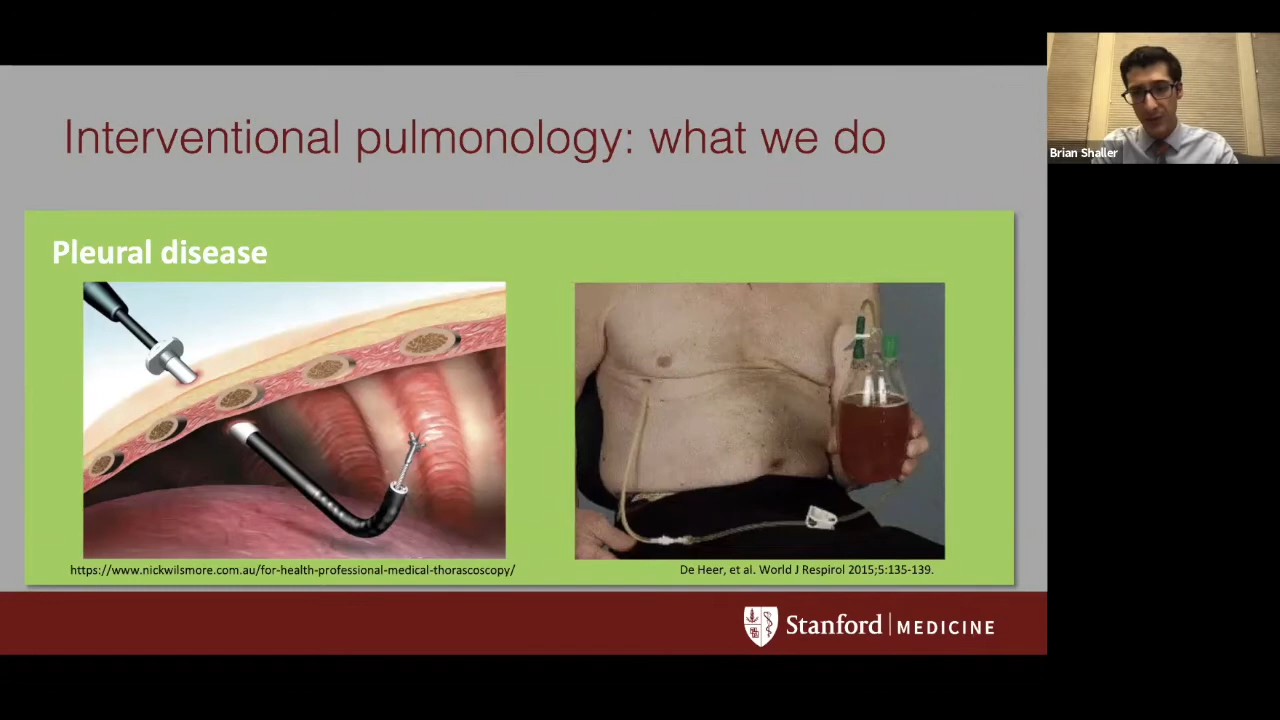 Interventional pulmonology: what we do
Brian Shaller
Pleural disease
https://www.nickwilsmore.com.au/for-health-professional-medical-thorascoscopy/
De Heer, et al. World J Respirol 2015;5:135-139.
Stanford MEDICINE